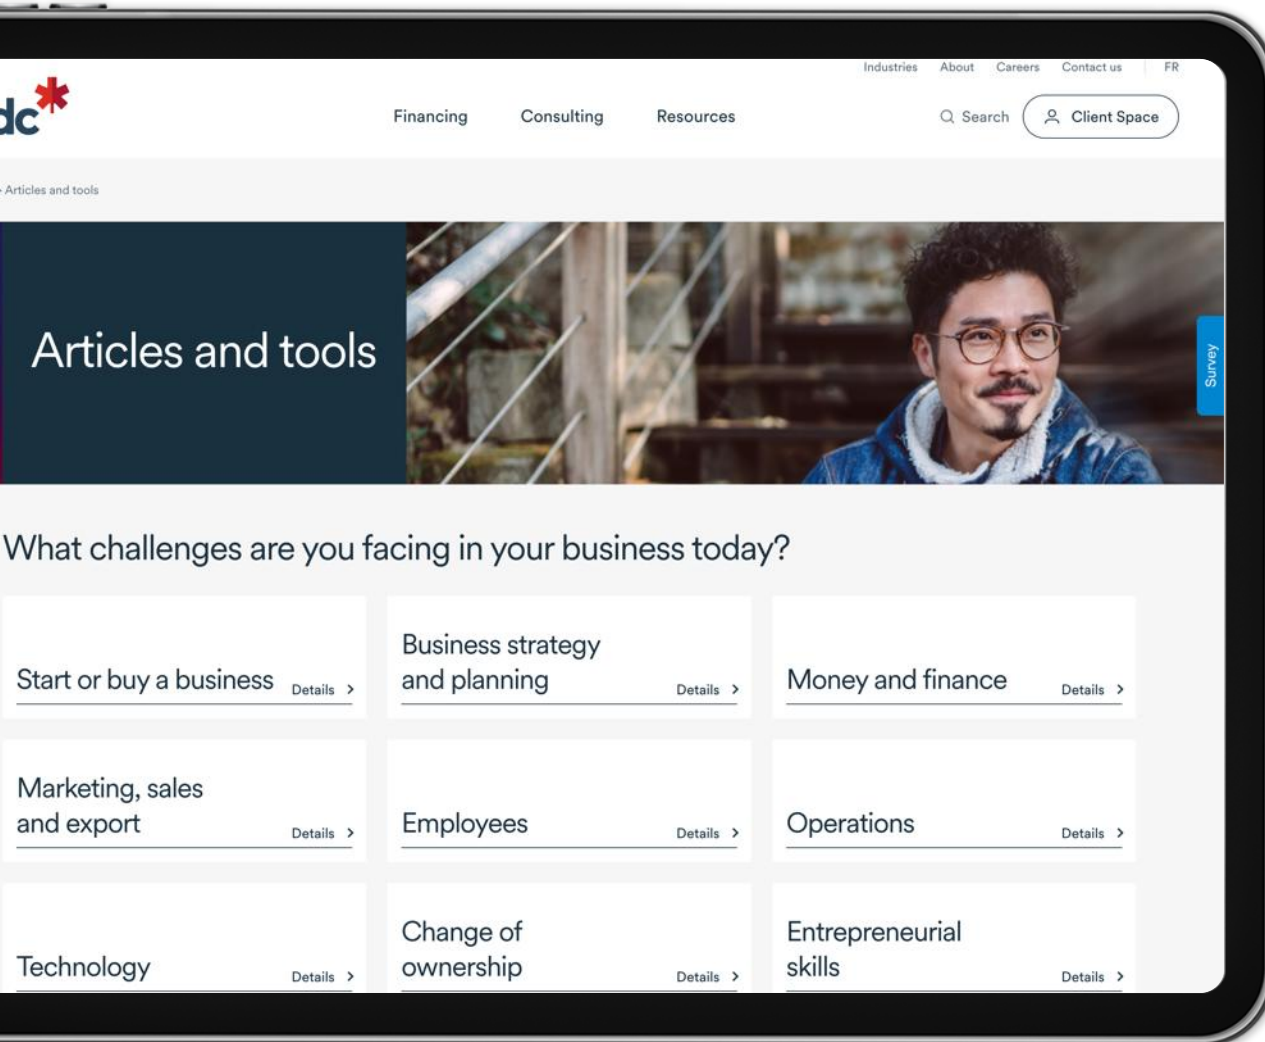 Industries About Careers Contact us FR
dc
Financing Consulting Resources Search Client Space
Articles and tools
Articles and tools
Survey
What challenges are you facing in your business today?
Start or buy a business Details
Business strategy
and planning Details
Money and finance Details
Marketing, sales
and export Details
Employees Details
Operations Details
Technology Details
Change of
ownership Details
Entrepreneurial
skills Details